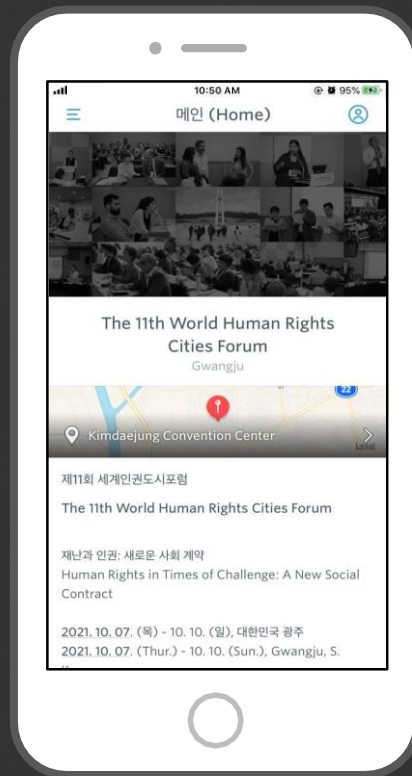 10:50 AM
95%
메인 (Home)
The 11th World Human Rights
Cities Forum
Gwangju
22
Kimdaejung Convention Center
Legal
제11회 세계인권도시포럼
The 11th World Human Rights Cities Forum
재난과 인권: 새로운 사회 계약
Human Rights in Times of Challenge: A New Social
Contract
2021. 10. 07. (목) - 10. 10. (일), 대한민국 광주
2021. 10. 07. (Thur.) - 10. 10. (Sun.), Gwangju, S.